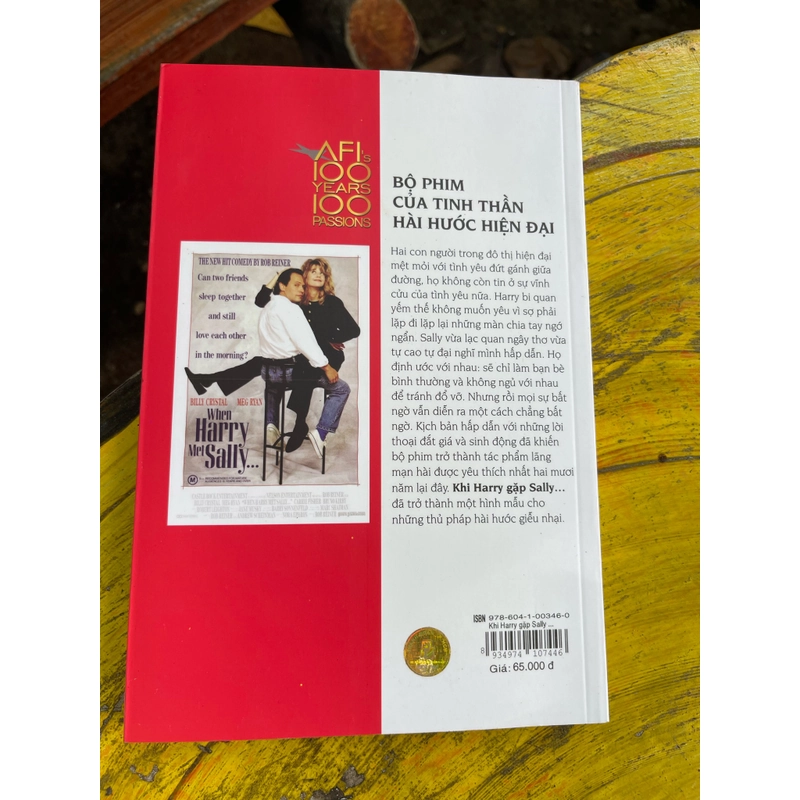 AFI's
100
YEARS
100
PASSIONS
BỘ PHIM
CỦA TINH THẦN
HÀI HƯỚC HIỆN ĐẠI
THE NEW HIT COMEDY BY ROB REINER
Can two friends
sleep together
and still
love each other
in the morning?
BILLY CRYSTAL MEG RYAN
When
Harry
Met
Sally...
M
Hai con người trong đô thị hiện đại
mệt mỏi với tình yêu đứt gánh giữa
đường, họ không còn tin ở sự vĩnh
cửu của tình yêu nữa. Harry bi quan
yếm thế không muốn yêu vì sợ phải
lặp đi lặp lại những màn chia tay ngớ
ngẩn. Sally vừa lạc quan ngây thơ vừa
tự cao tự đại nghĩ mình hấp dẫn. Họ
định ước với nhau: sẽ chỉ làm bạn bè
bình thường và không ngủ với nhau
để tránh đổ vỡ. Nhưng rồi mọi sự bất
ngờ vẫn diễn ra một cách chẳng bất
ngờ. Kịch bản hấp dẫn với những lời
thoại đắt giá và sinh động đã khiến
bộ phim trở thành tác phẩm lãng
mạn hài được yêu thích nhất hai mươi
năm lại đây. Khi Harry gặp Sally...
đã trở thành một hình mẫu cho
những thủ pháp hài hước giễu nhại.
ISBN 978-604-1-00346-0
Khi Harry gặp Sally ...
8 934974 107446
Giá: 65.000 đ